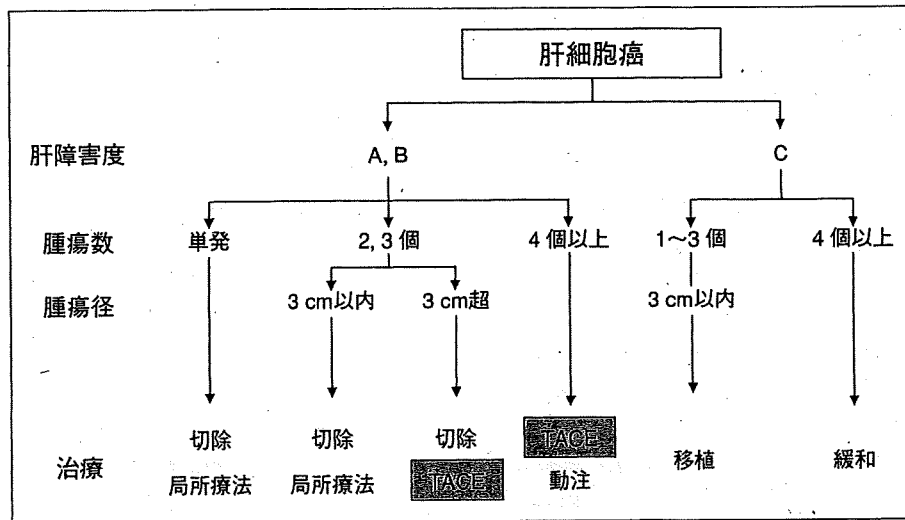 肝細胞癌
肝障害度 A, B C
腫瘍数 単発 2, 3 個 4 個以上 1〜3 個 4 個以上
腫瘍径 3 cm以内 3 cm超 3 cm以内
切除 切除 切除 TACE
治療 移植 緩和
局所療法 局所療法 TACE 動注